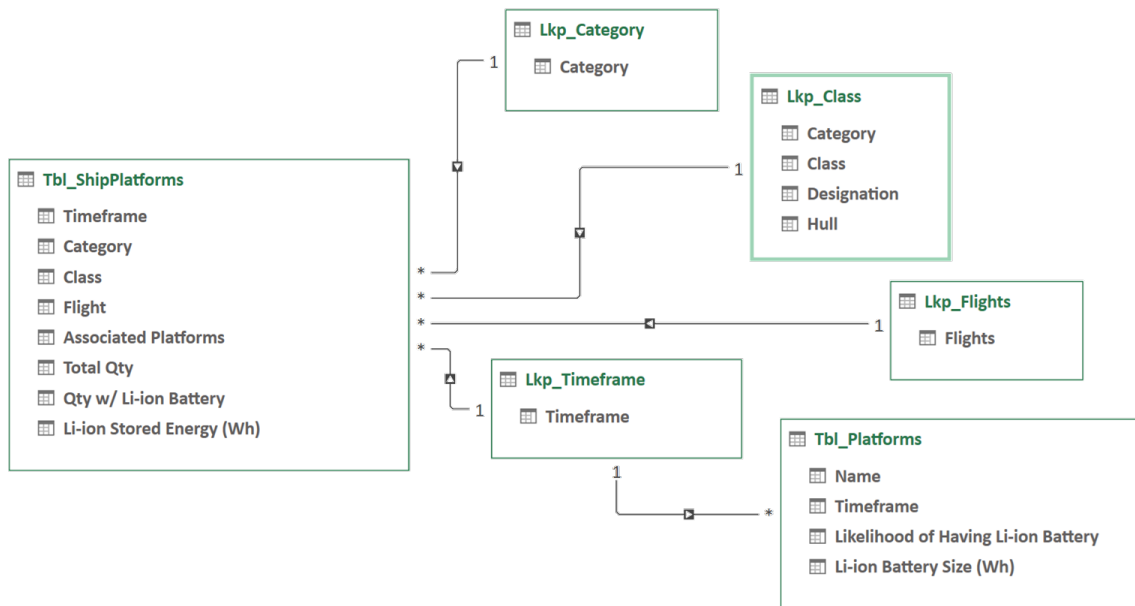 Lkp_Category
Category
1
Lkp_Class
Category
Class
Designation
Hull
1
Tbl_ShipPlatforms
Timeframe
Category
Class
Flight
Associated Platforms
Total Qty
Qty w/ Li-ion Battery
Li-ion Stored Energy (Wh)
*
*
*
*
Lkp_Flights
Flights
1
Lkp_Timeframe
Timeframe
1
1
*
Tbl_Platforms
Name
Timeframe
Likelihood of Having Li-ion Battery
Li-ion Battery Size (Wh)